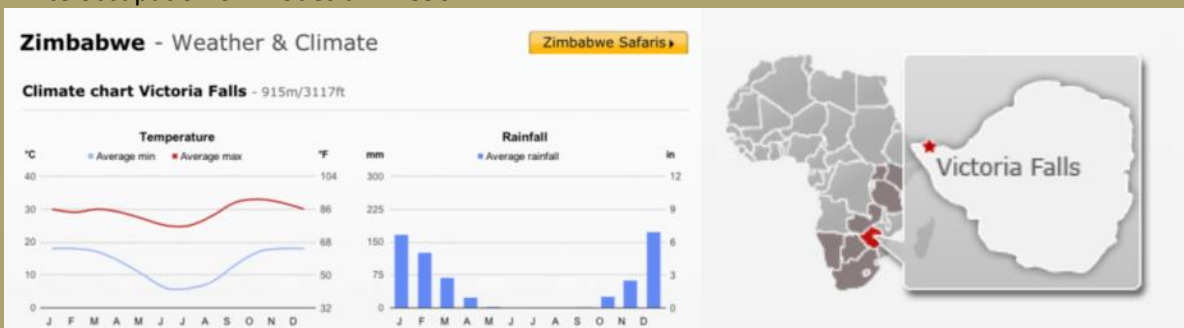 Zimbabwe - Weather & Climate
Zimbabwe Safaris
Climate chart Victoria Falls - 915m/3117ft
Temperature
°C Average min Average max °F
40 104
30 86
20 68
10 50
0 32
J F M A M J J A S O N D
Rainfall
mm Average rainfall in
300 12
225 9
150 6
75 3
0 0
J F M A M J J A S O N D
Victoria Falls